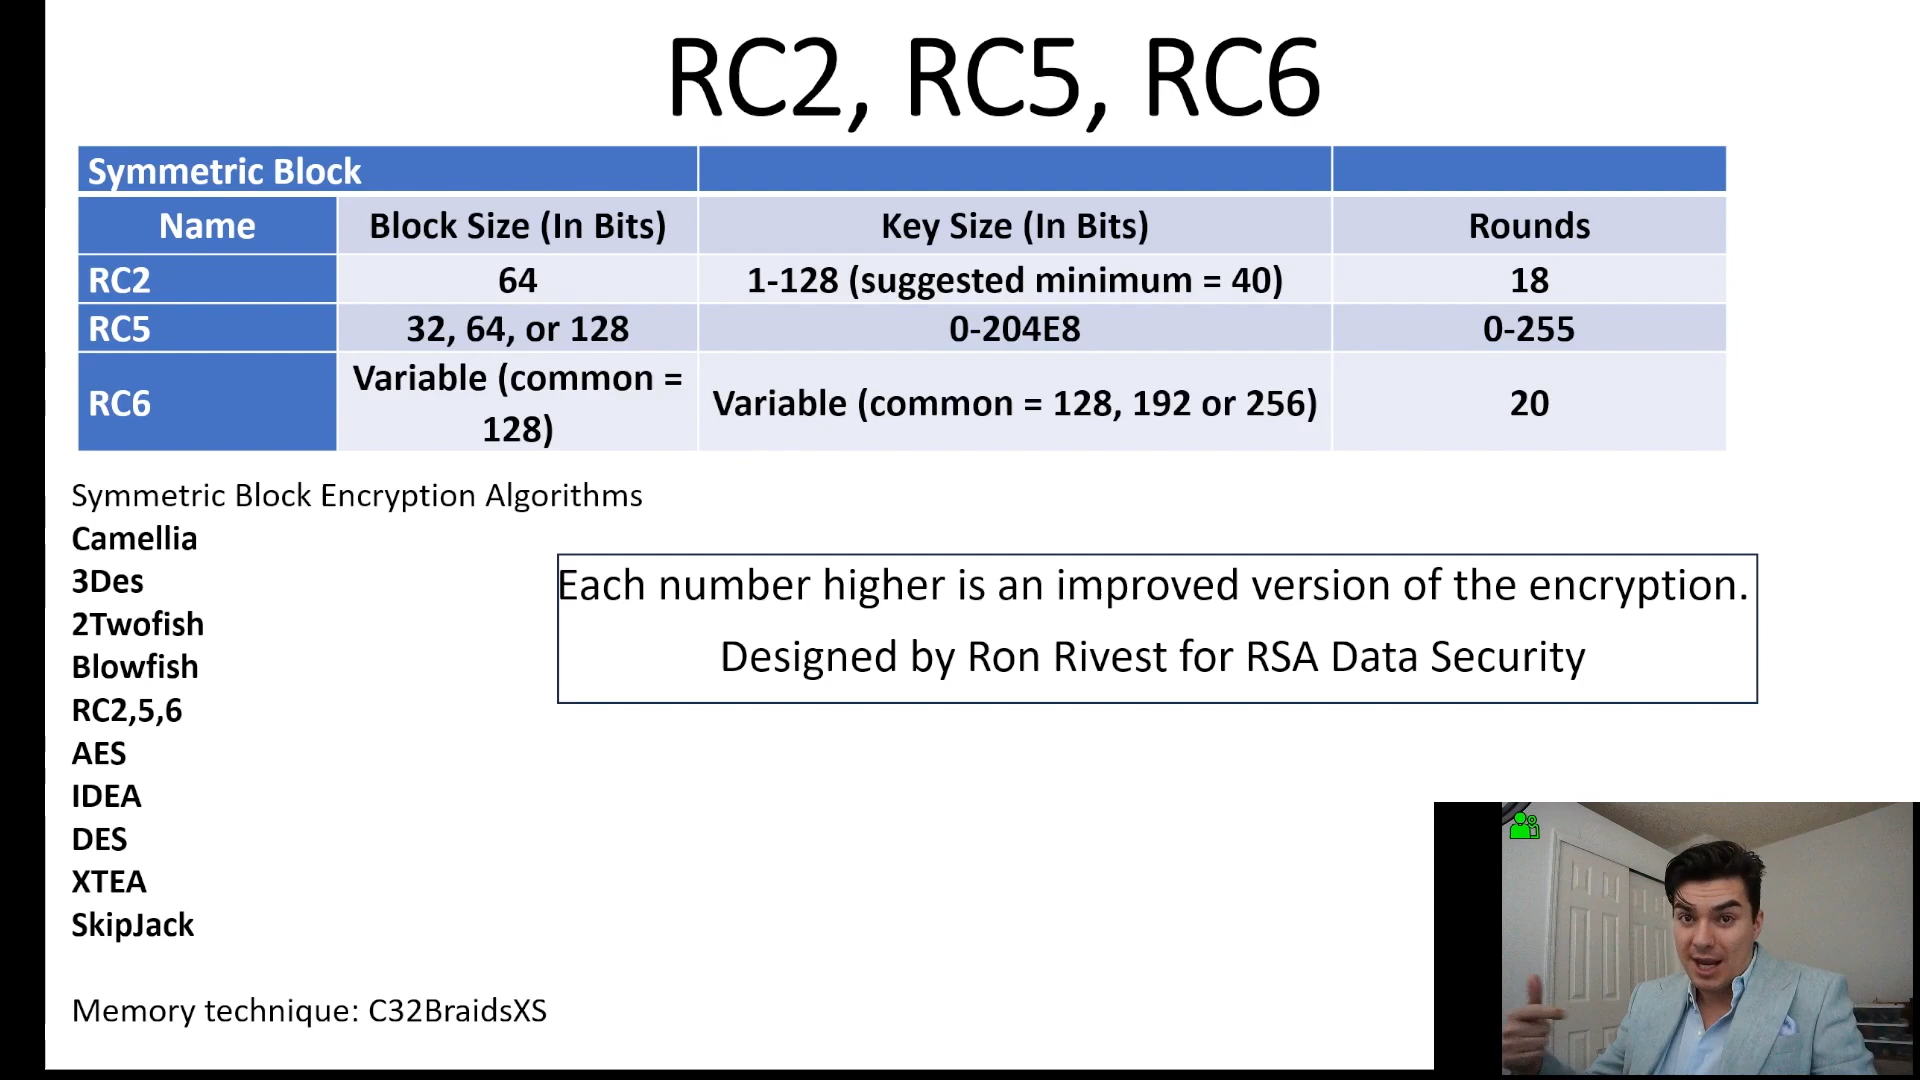 RC2, RC5, RC6
Symmetric Block
Name Block Size (In Bits) Key Size (In Bits) Rounds
RC2 64 1-128 (suggested minimum = 40) 18
RC5 32, 64, or 128 0-204E8 0-255
RC6 Variable (common = 128) Variable (common = 128, 192 or 256) 20
Symmetric Block Encryption Algorithms
Camellia
3Des
2Twofish
Blowfish
RC2,5,6
AES
IDEA
DES
XTEA
SkipJack
Each number higher is an improved version of the encryption.
Designed by Ron Rivest for RSA Data Security
Memory technique: C32BraidsXS